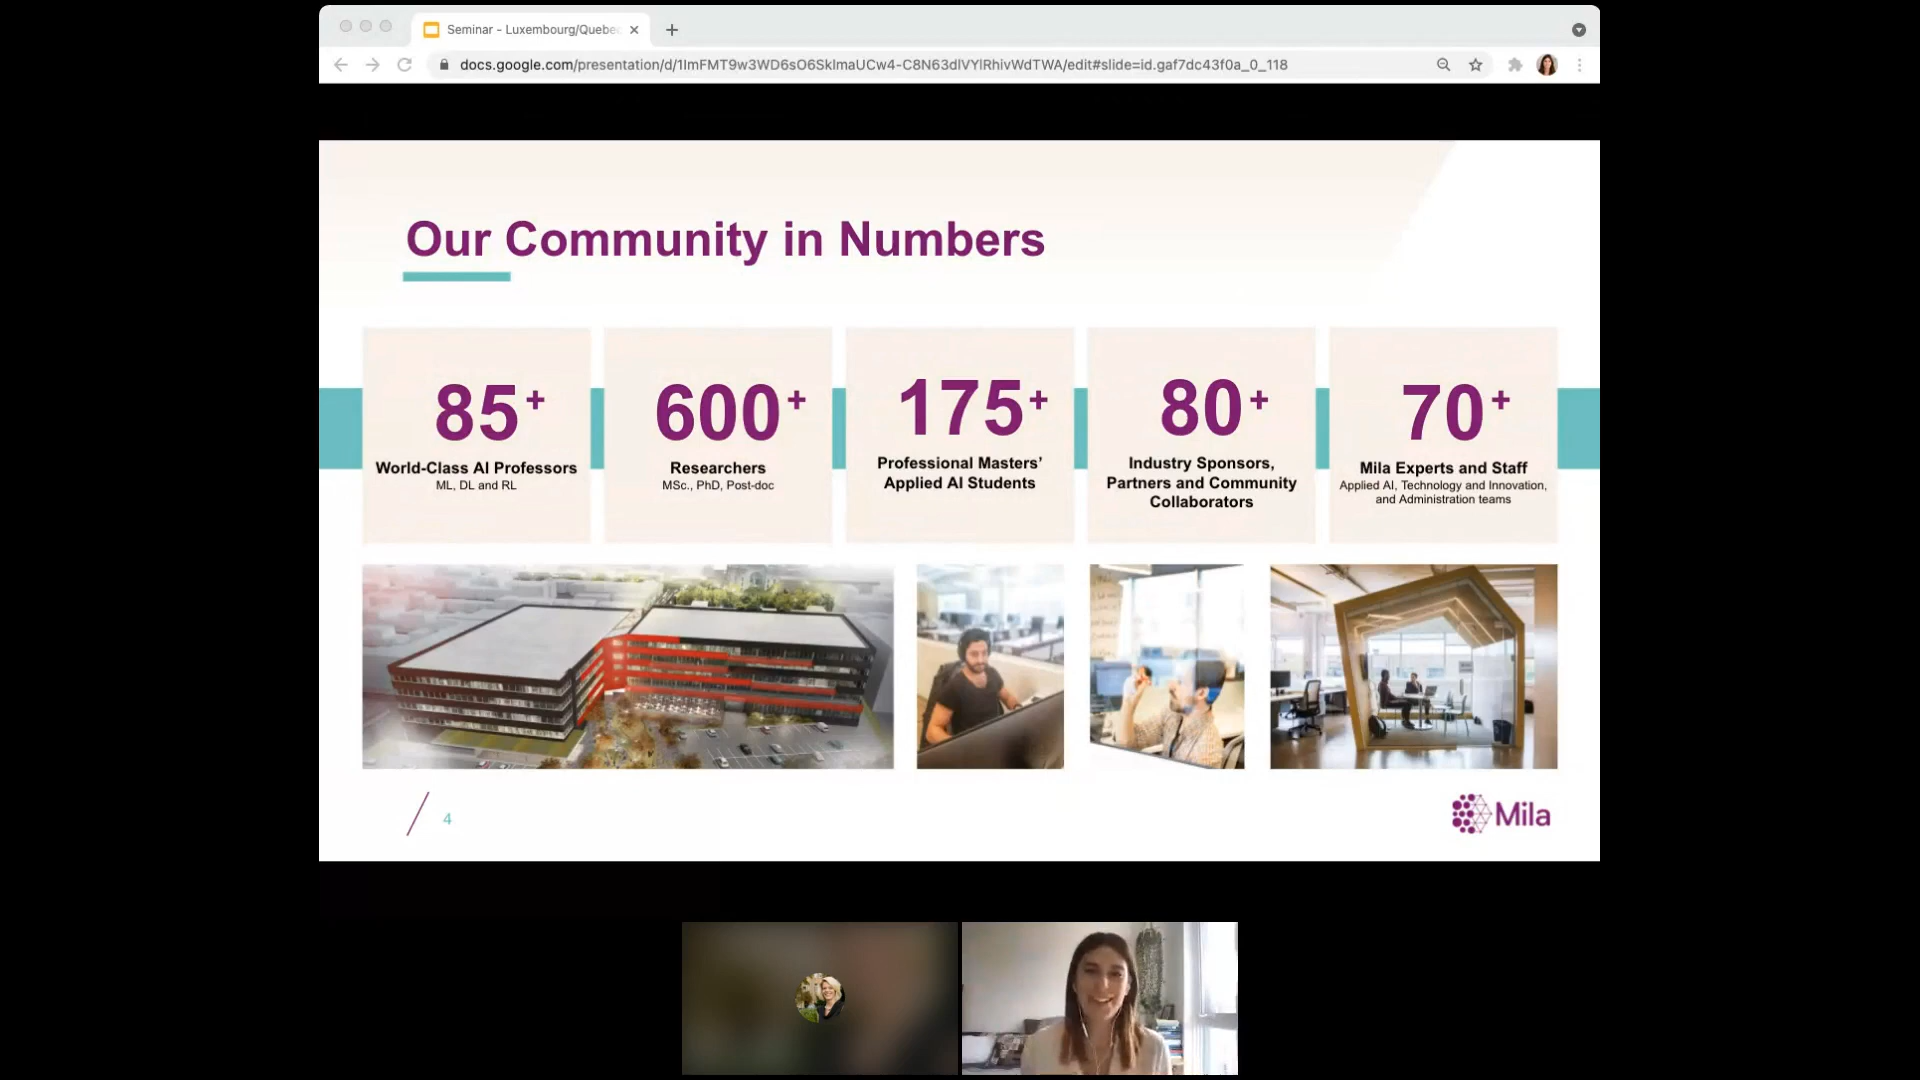 Seminar - Luxembourg/Quebec
docs.google.com/presentation/d/1ImFMT9w3WD6sO6SkImaUCw4-C8N63dlVYlRhivWdTWA/edit#slide=id.gaf7dc43f0a_0_118
Our Community in Numbers
85+
World-Class AI Professors
ML, DL and RL
600+
Researchers
MSc., PhD, Post-doc
175+
Professional Masters’
Applied AI Students
80+
Industry Sponsors,
Partners and Community
Collaborators
70+
Mila Experts and Staff
Applied AI, Technology and Innovation,
and Administration teams
4
Mila